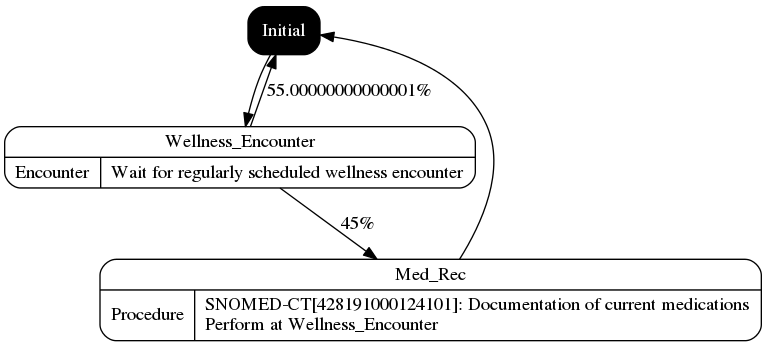 Initial
55.00000000000001%
Wellness_Encounter
Encounter
Wait for regularly scheduled wellness encounter
45%
Med_Rec
Procedure
SNOMED-CT[428191000124101]: Documentation of current medications
Perform at Wellness_Encounter